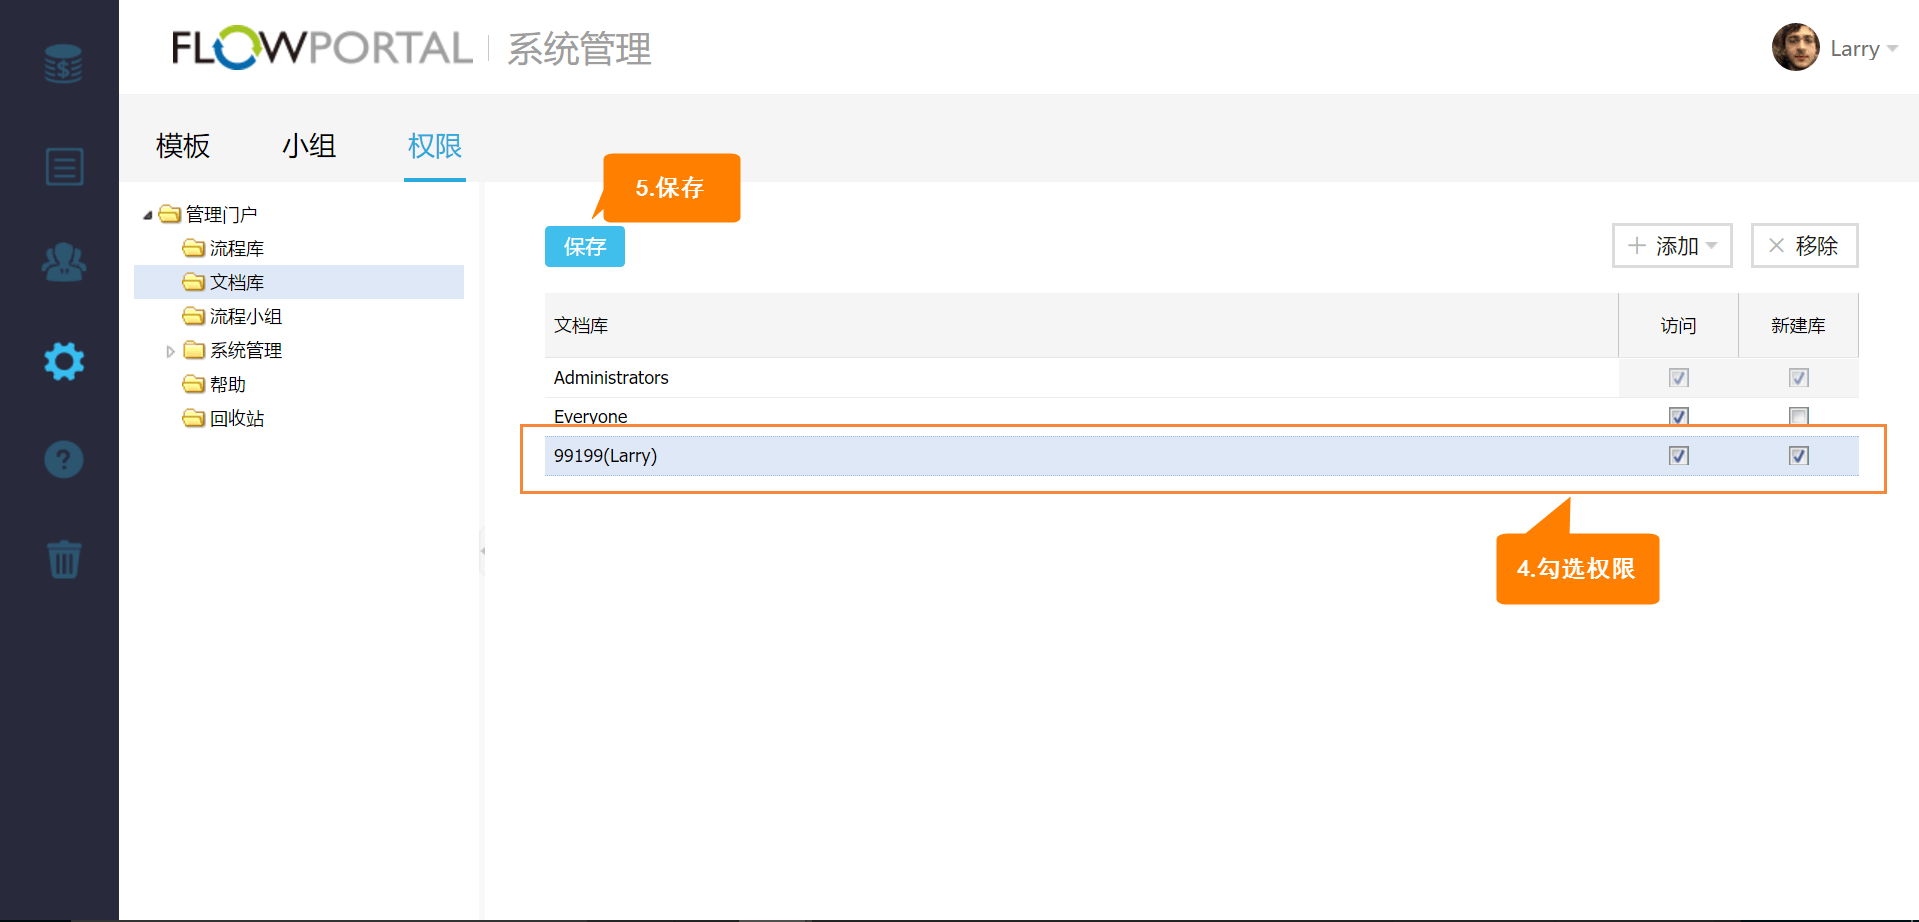 FLOWPORTAL
系统管理
Larry
模板
小组
权限
5.保存
管理门户
流程库
文档库
流程小组
系统管理
帮助
回收站
保存
添加
移除
文档库
访问
新建库
Administrators
Everyone
99199(Larry)
4.勾选权限